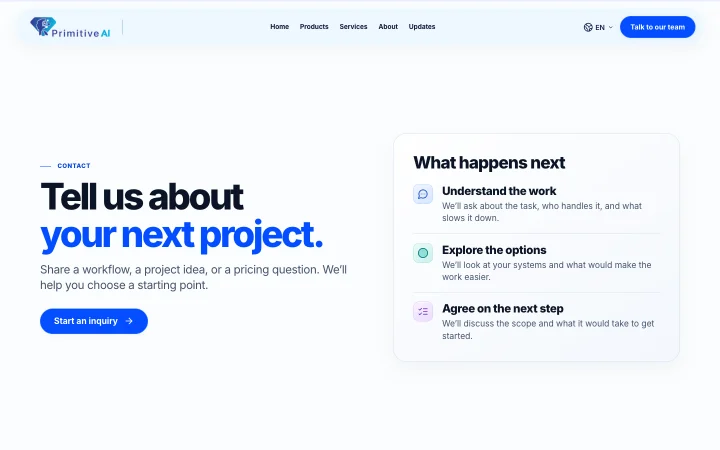 Primitive AI
Home
Products
Services
About
Updates
EN
Talk to our team
CONTACT
Tell us about
your next project.
Share a workflow, a project idea, or a pricing question. We'll
help you choose a starting point.
Start an inquiry
What happens next
Understand the work
We'll ask about the task, who handles it, and what
slows it down.
Explore the options
We'll look at your systems and what would make the
work easier.
Agree on the next step
We'll discuss the scope and what it would take to get
started.